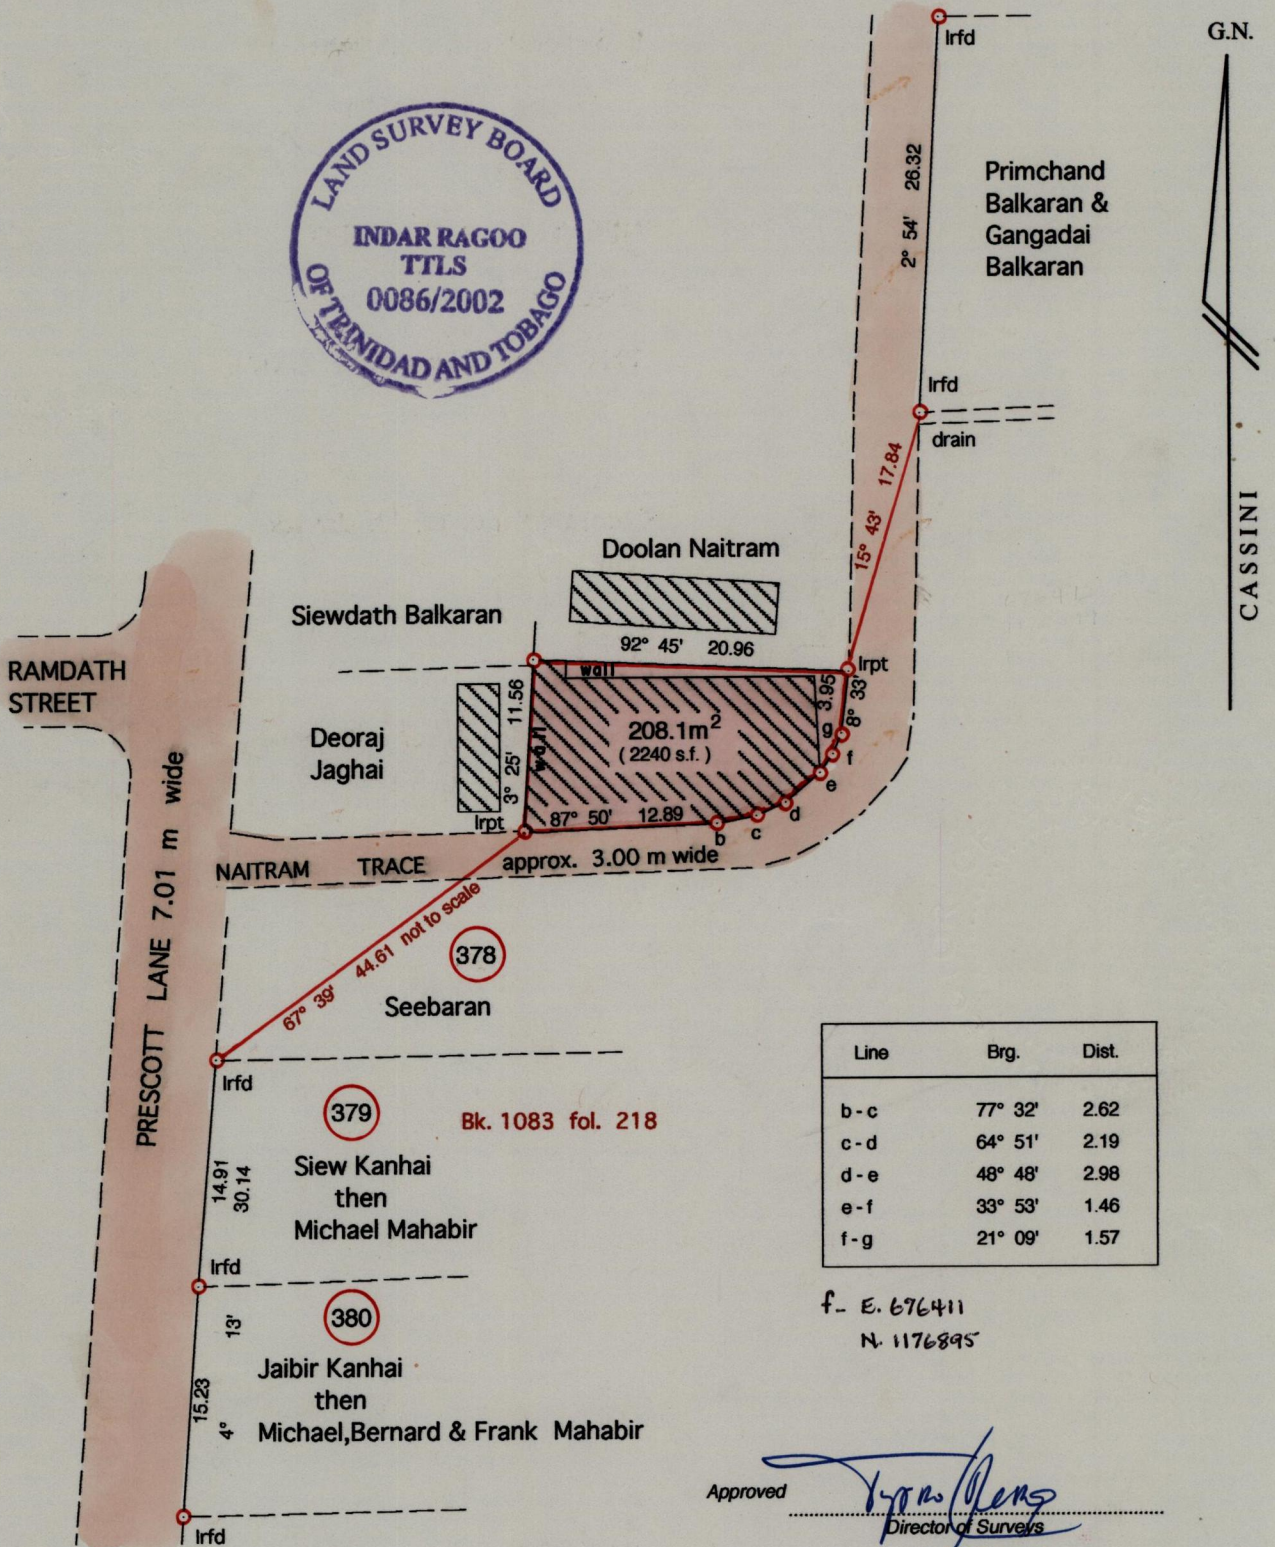 G.N.
CASSINI
LAND SURVEY BOARD
INDAR RAGOO
TTLS
0086/2002
OF TRINIDAD AND TOBAGO
Irfd
2° 54' 26.32
Primchand
Balkaran &
Gangadai
Balkaran
Irfd
drain
15° 43' 17.84
Doolan Naitram
Siewdath Balkaran
92° 45' 20.96
Irpt
wall
RAMDATH
STREET
Deoraj
Jaghai
3° 25' 11.56
wall
208.1m²
( 2240 s.f. )
3.95
8° 33'
g
f
e
d
c
b
Irpt
87° 50' 12.89
NAITRAM TRACE approx. 3.00 m wide
PRESCOTT LANE 7.01 m wide
67° 39' 44.61 not to scale
378
Seebaran
Irfd
379
Bk. 1083 fol. 218
14.91
30.14
Siew Kanhai
then
Michael Mahabir
Irfd
380
13'
4°
15.23
Jaibir Kanhai
then
Michael,Bernard & Frank Mahabir
Irfd
Line Brg. Dist.
b - c 77° 32' 2.62
c - d 64° 51' 2.19
d - e 48° 48' 2.98
e - f 33° 53' 1.46
f - g 21° 09' 1.57
f- E. 676411
N. 1176895
Approved
Director of Surveys